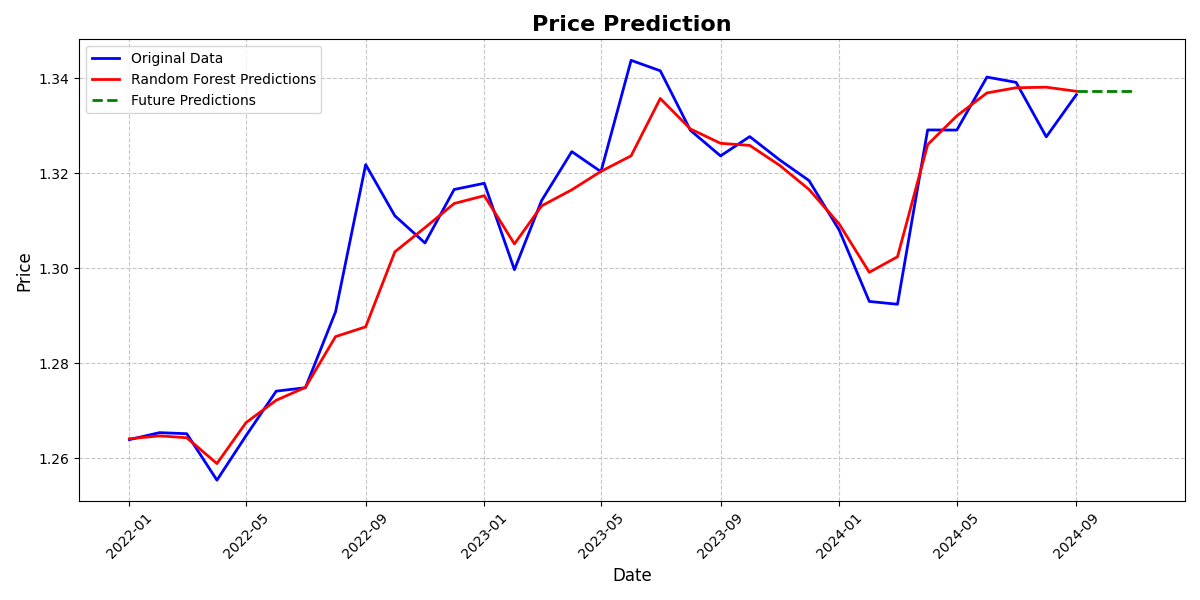 Price Prediction
Original Data
Random Forest Predictions
Future Predictions
Price
1.34
1.32
1.30
1.28
1.26
2022-01
2022-05
2022-09
2023-01
2023-05
2023-09
2024-01
2024-05
2024-09
Date